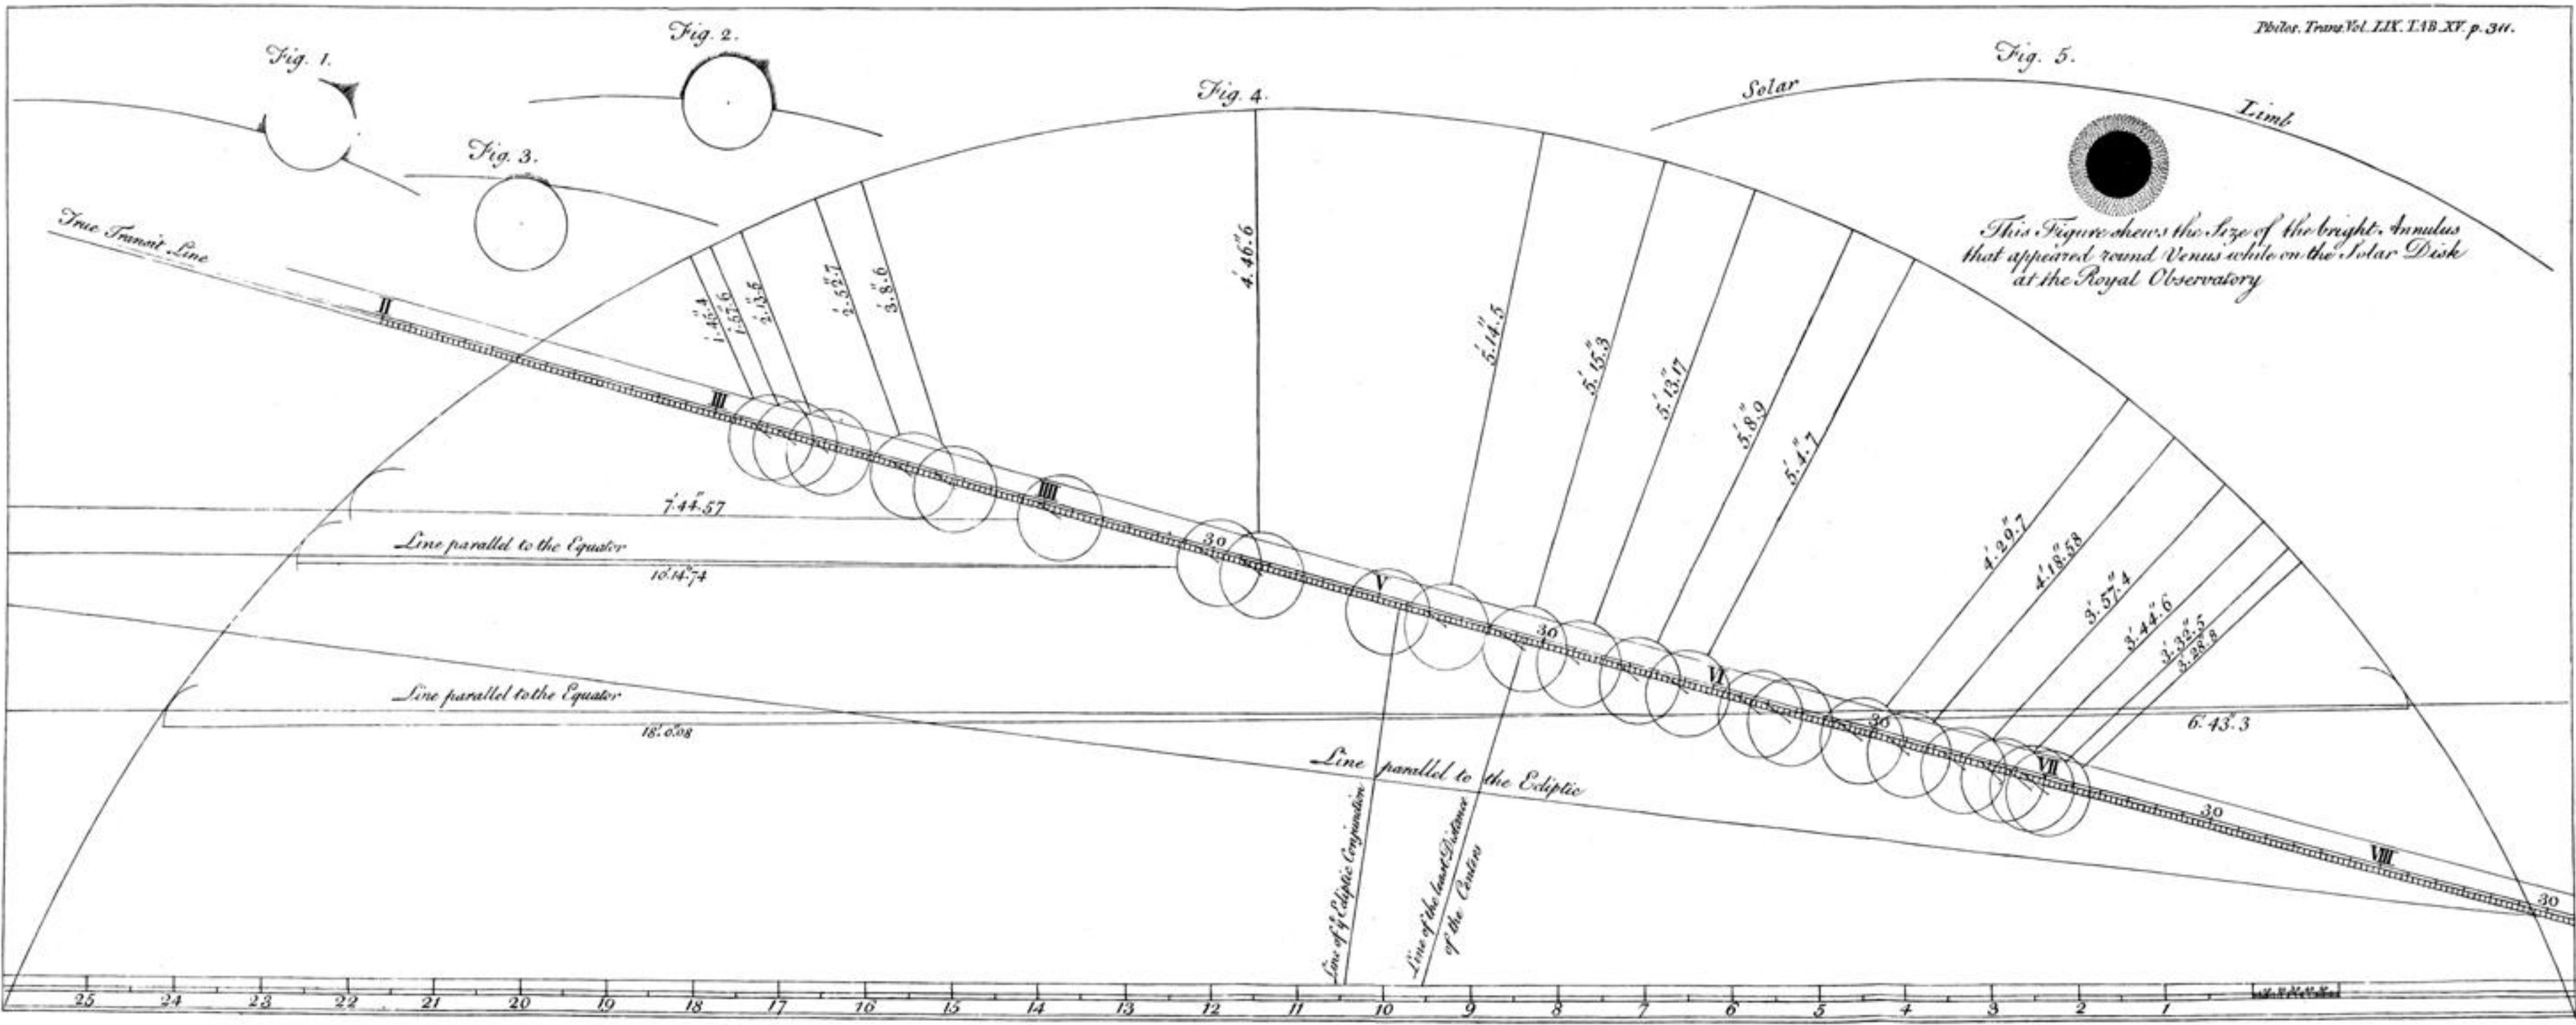 Philos. Trans. Vol. LIX. TAB. XV. p. 311.
Fig. 1.
Fig. 2.
Fig. 3.
Fig. 4.
Fig. 5.
Solar Limb
This Figure shews the Size of the bright Annulus
that appeared round Venus while on the Solar Disk
at the Royal Observatory
True Transit Line
II
III
IIII
30
V
30
VI
30
VII
30
VIII
30
1'.57".6
2'.13".5
2'.52".7
3'.8".6
4'.46".6
5'.14".5
5'.15".3
5'.13".17
5'.8".9
5'.4".7
4'.29".7
4'.18".58
3'.57".4
3'.44".6
3'.32".5
3'.28".8
7'.44".57
Line parallel to the Equator
10'.14".74
Line parallel to the Equator
18'.0".08
6'.43".3
Line parallel to the Ecliptic
Line of ye Ecliptic Conjunction
Line of the least Distance
of the Centers
25 24 23 22 21 20 19 18 17 16 15 14 13 12 11 10 9 8 7 6 5 4 3 2 1